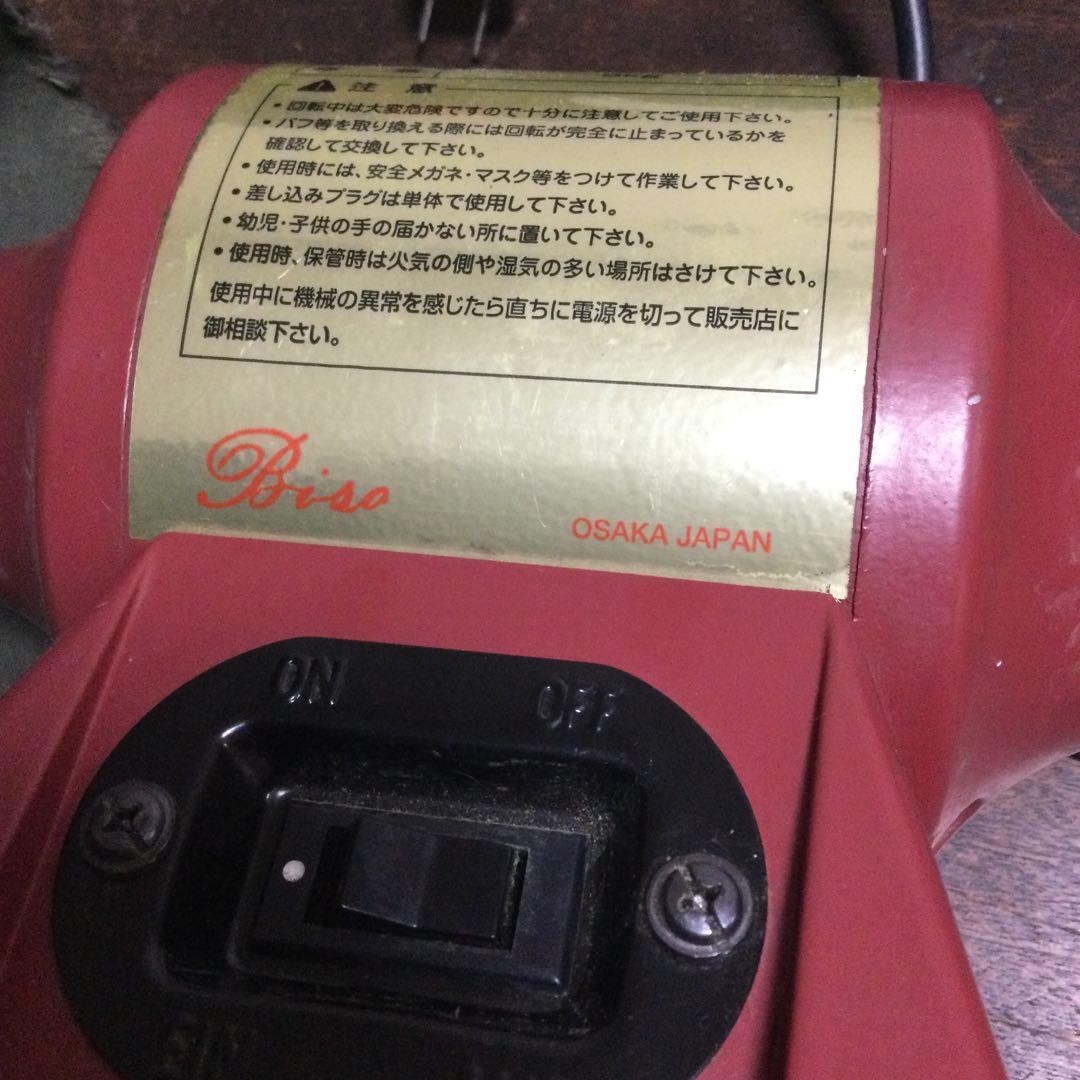 注意
・回転中は大変危険ですので十分に注意してご使用下さい。
・バフ等を取り換える際には回転が完全に止まっているかを
確認して交換して下さい。
・使用時には、安全メガネ・マスク等をつけて作業して下さい。
・差し込みプラグは単体で使用して下さい。
・幼児・子供の手の届かない所に置いて下さい。
・使用時、保管時は火気の側や湿気の多い場所はさけて下さい。
使用中に機械の異常を感じたら直ちに電源を切って販売店に
御相談下さい。
Biso
OSAKA JAPAN
ON
OFF